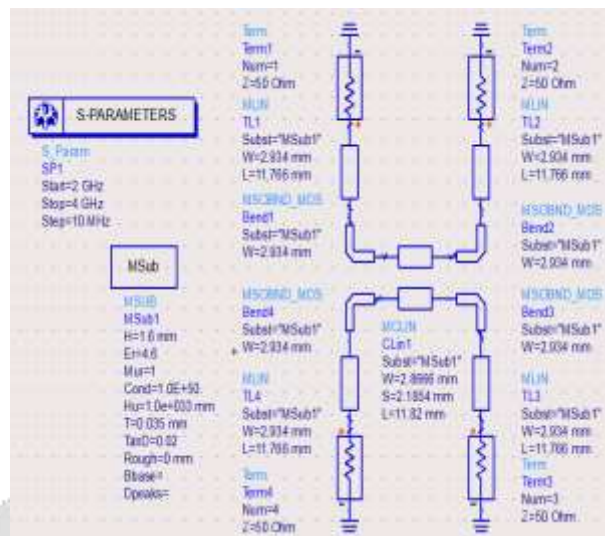 Term
Term1
Num=1
Z=50 Ohm
MLIN
TL1
Subst="MSub1"
W=2.934 mm
L=11.766 mm
MSOBND_MDS
Bend1
Subst="MSub1"
W=2.934 mm
Term
Term2
Num=2
Z=50 Ohm
MLIN
TL2
Subst="MSub1"
W=2.934 mm
L=11.766 mm
MSOBND_MDS
Bend2
Subst="MSub1"
W=2.934 mm
S-PARAMETERS
S_Param
SP1
Start=2 GHz
Stop=4 GHz
Step=10 MHz
MSub
MSUB
MSub1
H=1.6 mm
Er=4.6
Mur=1
Cond=1.0E+50
Hu=1.0e+033 mm
T=0.035 mm
TanD=0.02
Rough=0 mm
Bbase=
Dpeaks=
MSOBND_MDS
Bend4
Subst="MSub1"
W=2.934 mm
MLIN
TL4
Subst="MSub1"
W=2.934 mm
L=11.766 mm
Term
Term4
Num=4
Z=50 Ohm
MCLIN
CLin1
Subst="MSub1"
W=2.8666 mm
S=2.1854 mm
L=11.82 mm
MSOBND_MDS
Bend3
Subst="MSub1"
W=2.934 mm
MLIN
TL3
Subst="MSub1"
W=2.934 mm
L=11.766 mm
Term
Term3
Num=3
Z=50 Ohm